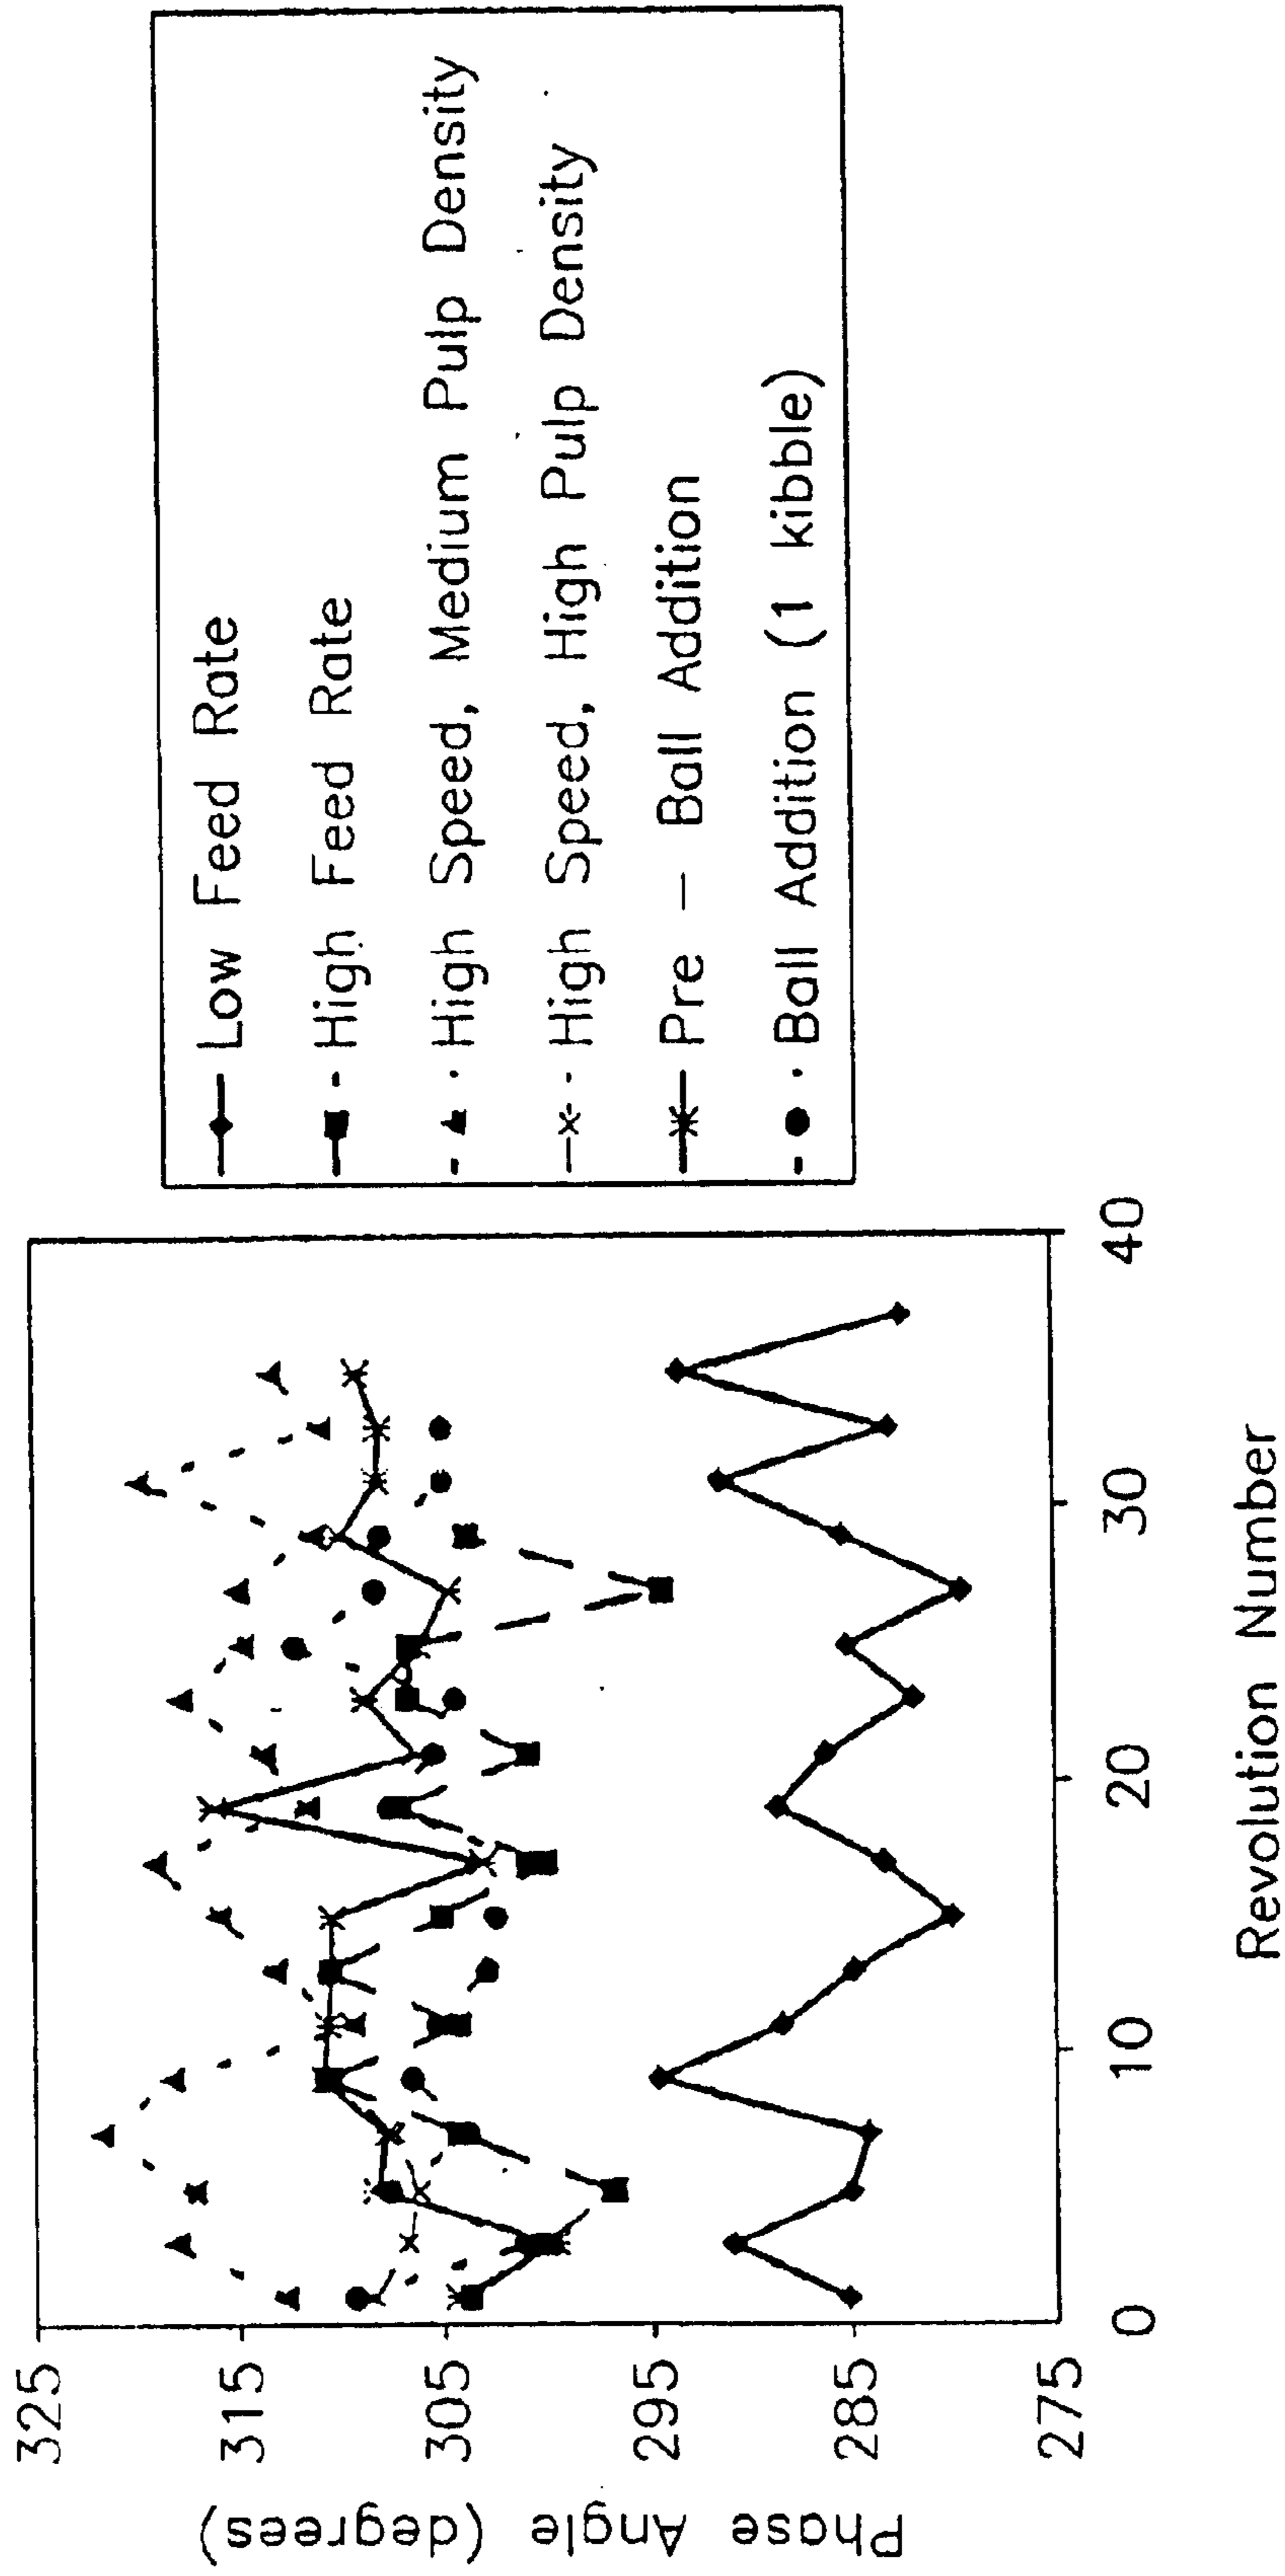 Phase Angle (degrees)
325
315
305
295
285
275
0
10
20
30
40
Revolution Number
Low Feed Rate
High Feed Rate
High Speed, Medium Pulp Density
High Speed, High Pulp Density
Pre - Ball Addition
Ball Addition (1 kibble)